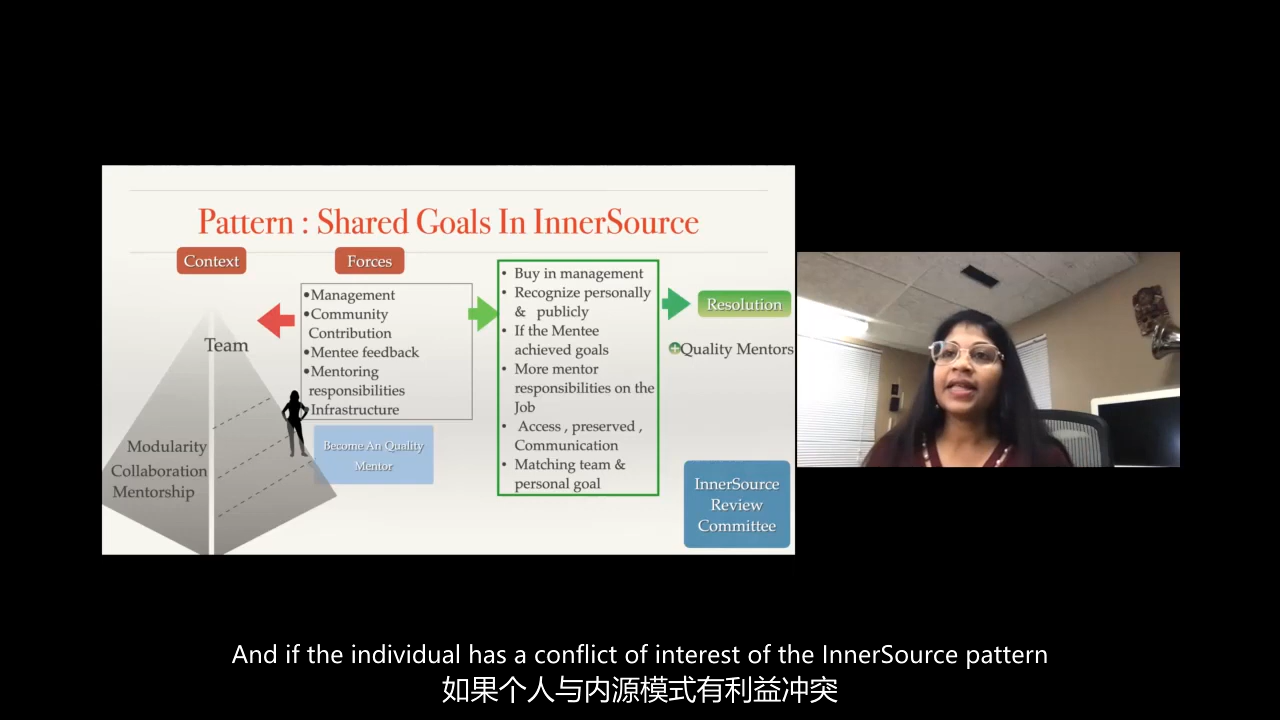 Pattern : Shared Goals In InnerSource
Context
Forces
Team
Modularity
Collaboration
Mentorship
•Management
•Community
Contribution
•Mentee feedback
•Mentoring
responsibilities
•Infrastructure
Become An Quality
Mentor
• Buy in management
• Recognize personally
& publicly
• If the Mentee
achieved goals
• More mentor
responsibilities on the
Job
• Access , preserved ,
Communication
• Matching team &
personal goal
Resolution
Quality Mentors
InnerSource
Review
Committee
And if the individual has a conflict of interest of the InnerSource pattern
如果个人与内源模式有利益冲突